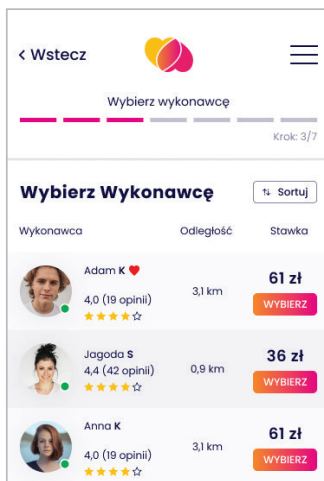 < Wstecz
Wybierz wykonawcę
Krok: 3/7
Wybierz Wykonawcę
↑↓ Sortuj
Wykonawca Odległość Stawka
Adam K ❤
4,0 (19 opinii)
3,1 km
61 zł
WYBIERZ
Jagoda S
4,4 (42 opinii)
0,9 km
36 zł
WYBIERZ
Anna K
4,0 (19 opinii)
3,1 km
61 zł
WYBIERZ